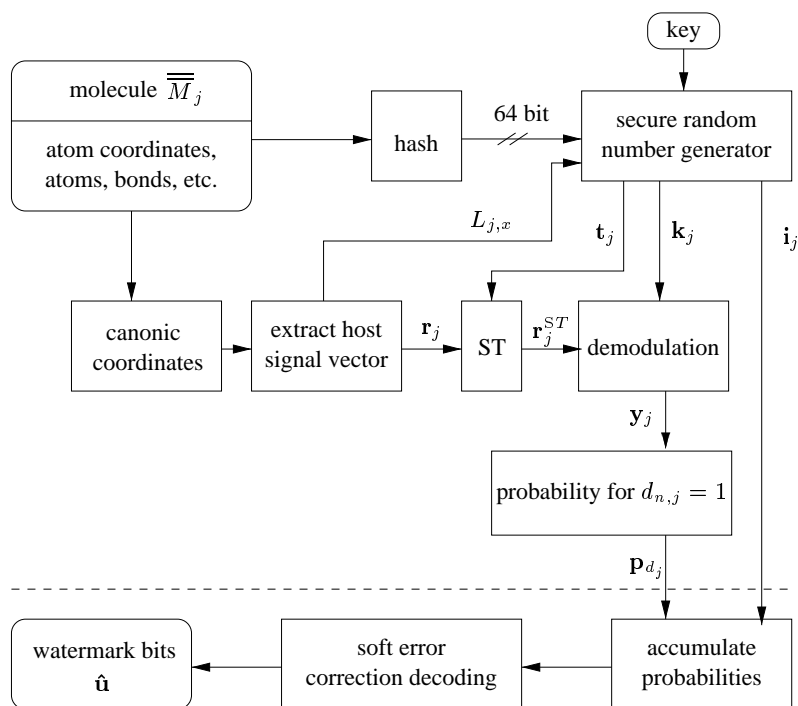 key
molecule M̿_j
atom coordinates,
atoms, bonds, etc.
hash
64 bit
secure random
number generator
L_{j,x}
t_j
k_j
i_j
canonic
coordinates
extract host
signal vector
r_j
ST
r_j^{ST}
demodulation
y_j
probability for d_{n,j} = 1
p_{d_j}
watermark bits
û
soft error
correction decoding
accumulate
probabilities